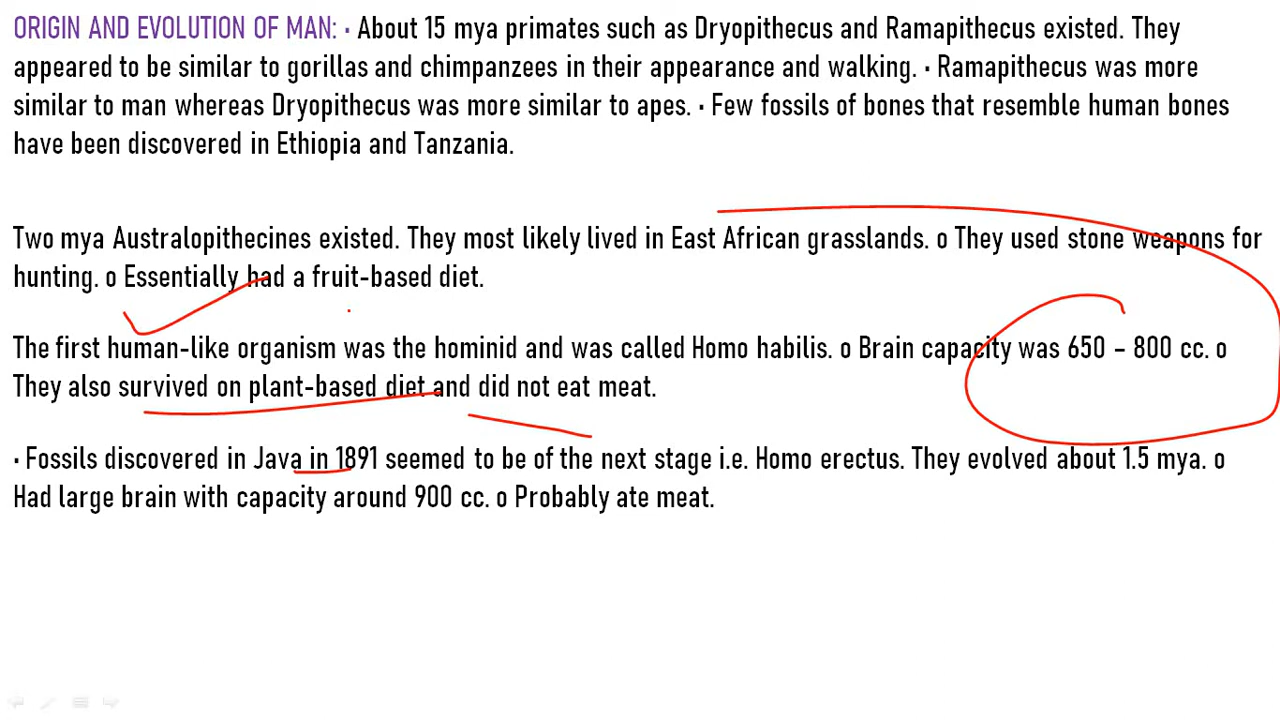 ORIGIN AND EVOLUTION OF MAN: • About 15 mya primates such as Dryopithecus and Ramapithecus existed. They
appeared to be similar to gorillas and chimpanzees in their appearance and walking. • Ramapithecus was more
similar to man whereas Dryopithecus was more similar to apes. • Few fossils of bones that resemble human bones
have been discovered in Ethiopia and Tanzania.
Two mya Australopithecines existed. They most likely lived in East African grasslands. o They used stone weapons for
hunting. o Essentially had a fruit-based diet.
The first human-like organism was the hominid and was called Homo habilis. o Brain capacity was 650 – 800 cc. o
They also survived on plant-based diet and did not eat meat.
• Fossils discovered in Java in 1891 seemed to be of the next stage i.e. Homo erectus. They evolved about 1.5 mya. o
Had large brain with capacity around 900 cc. o Probably ate meat.